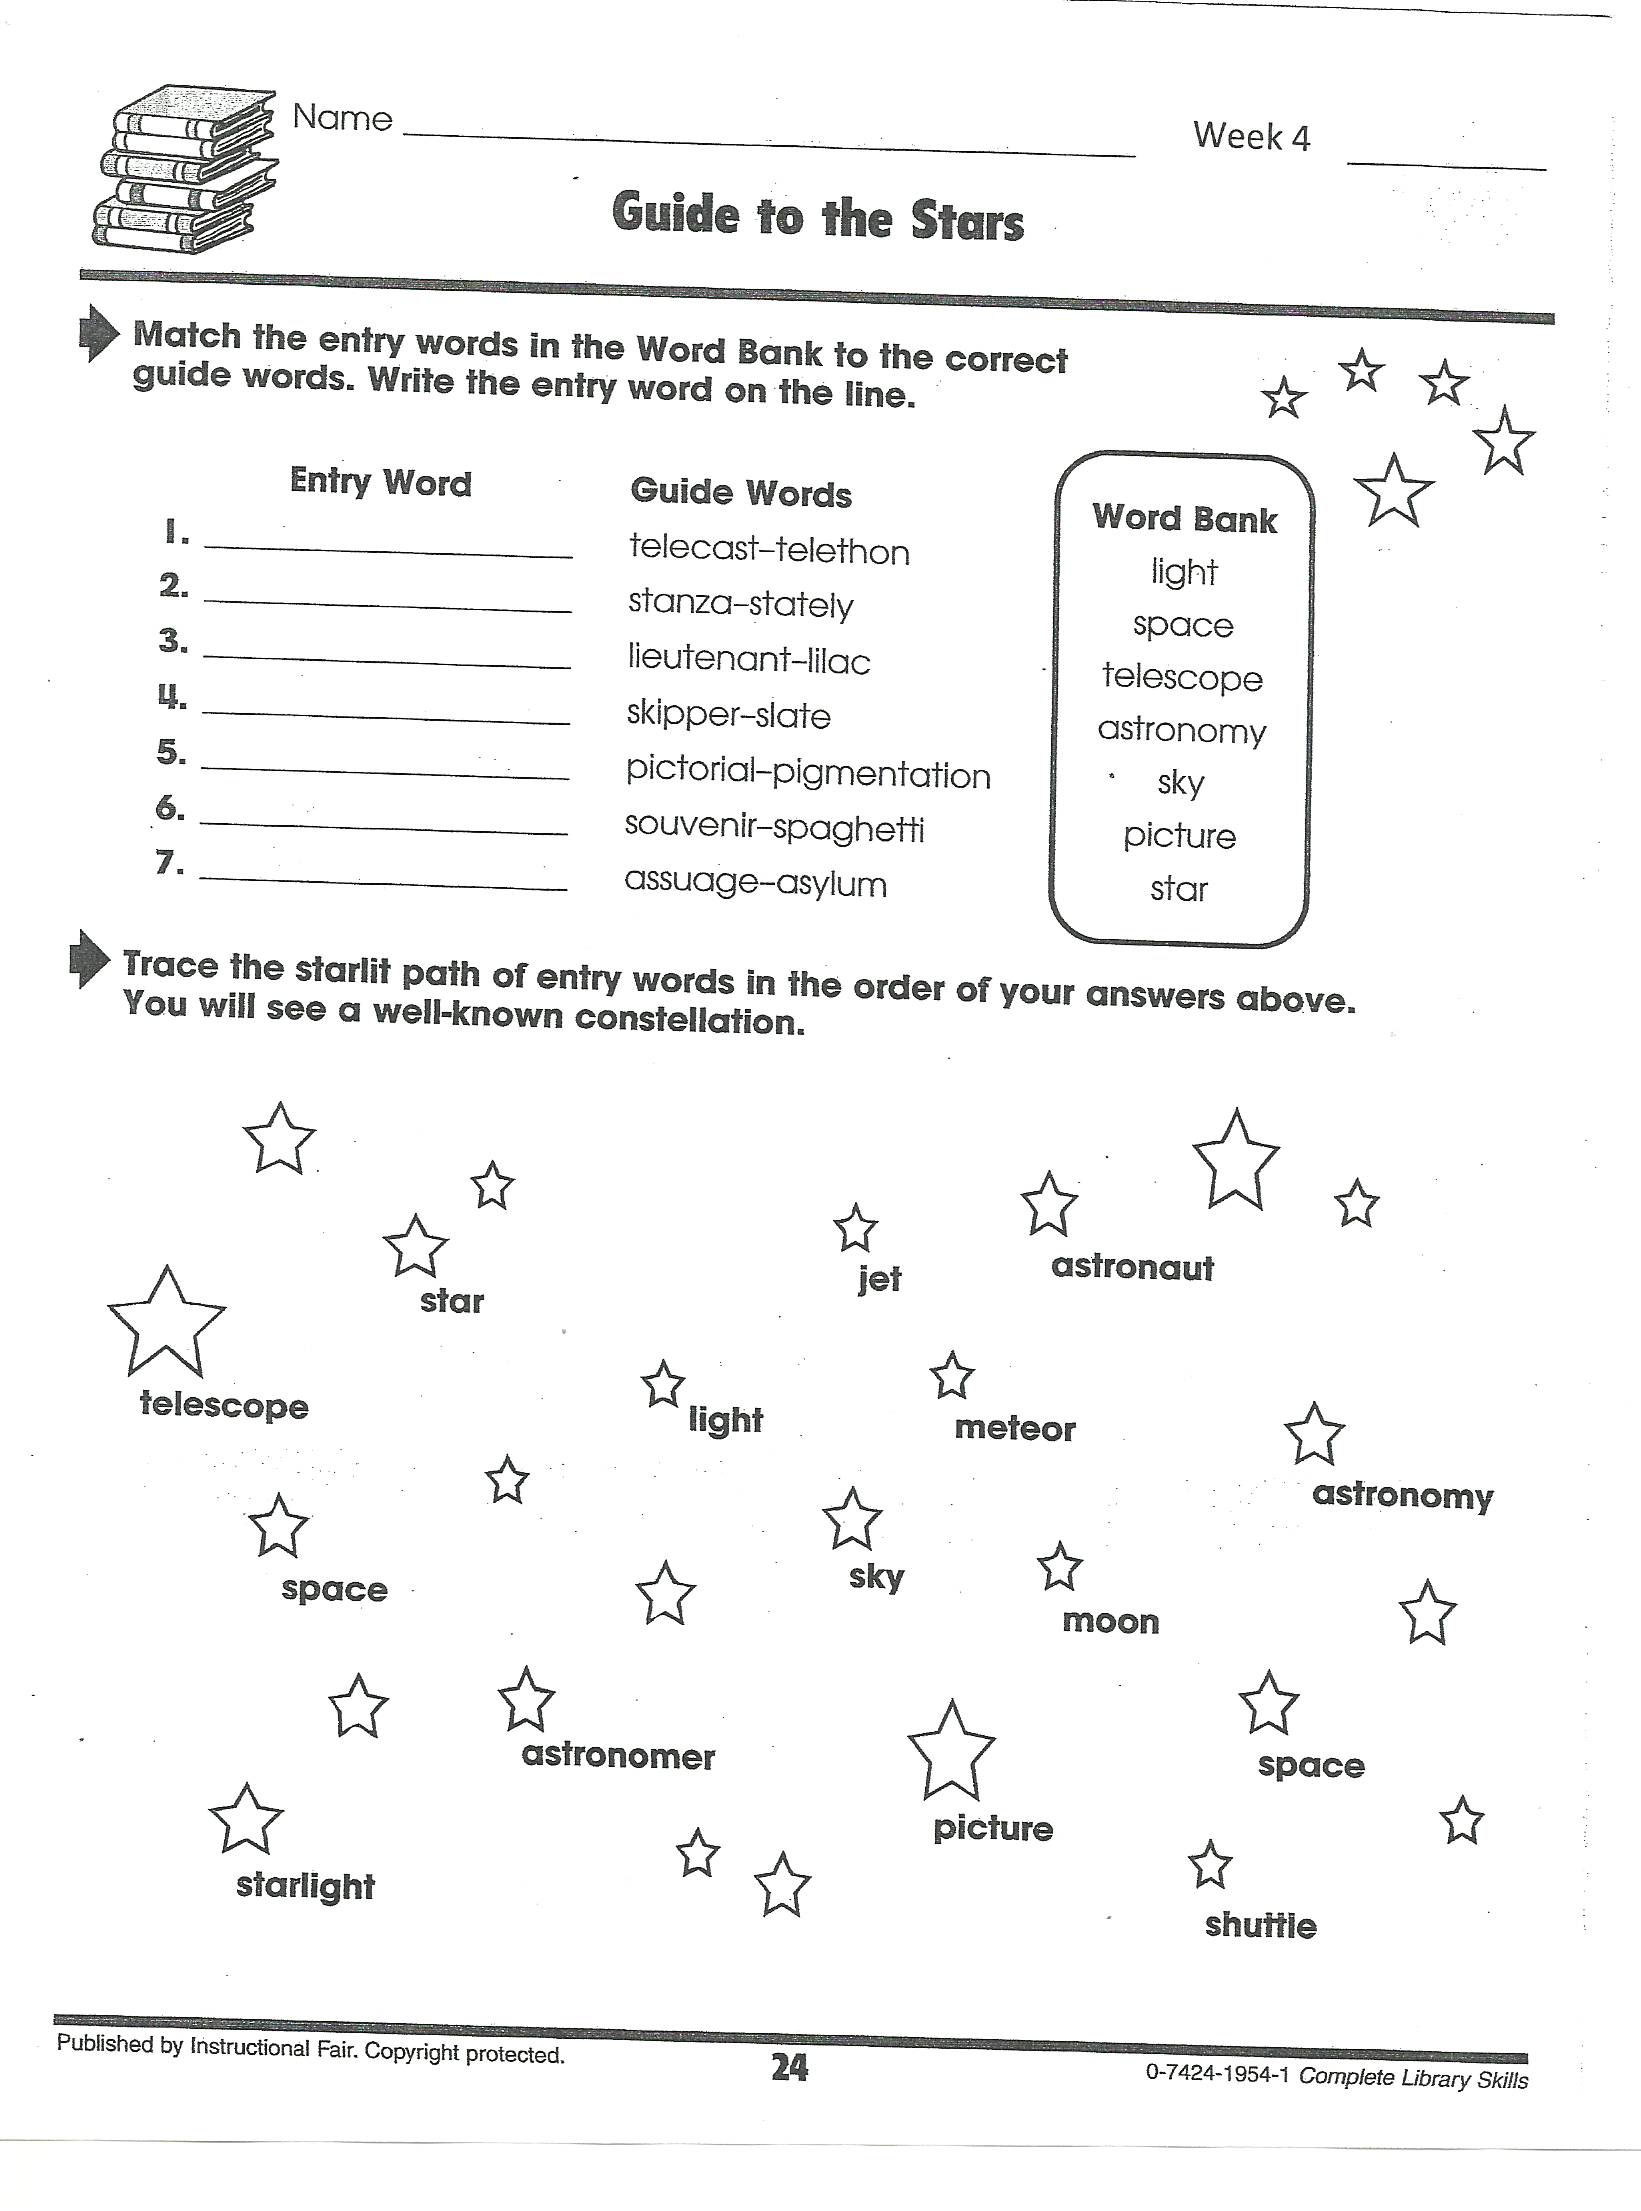 Name
Week 4
Guide to the Stars
Match the entry words in the Word Bank to the correct
guide words. Write the entry word on the line.
Entry Word
Guide Words
1. telecast–telethon
2. stanza–stately
3. lieutenant–lilac
4. skipper–slate
5. pictorial–pigmentation
6. souvenir–spaghetti
7. assuage–asylum
Word Bank
light
space
telescope
astronomy
sky
picture
star
Trace the starlit path of entry words in the order of your answers above.
You will see a well-known constellation.
jet
astronaut
star
telescope
light
meteor
astronomy
space
sky
moon
astronomer
space
picture
starlight
shuttle
Published by Instructional Fair. Copyright protected.
24
0-7424-1954-1 Complete Library Skills